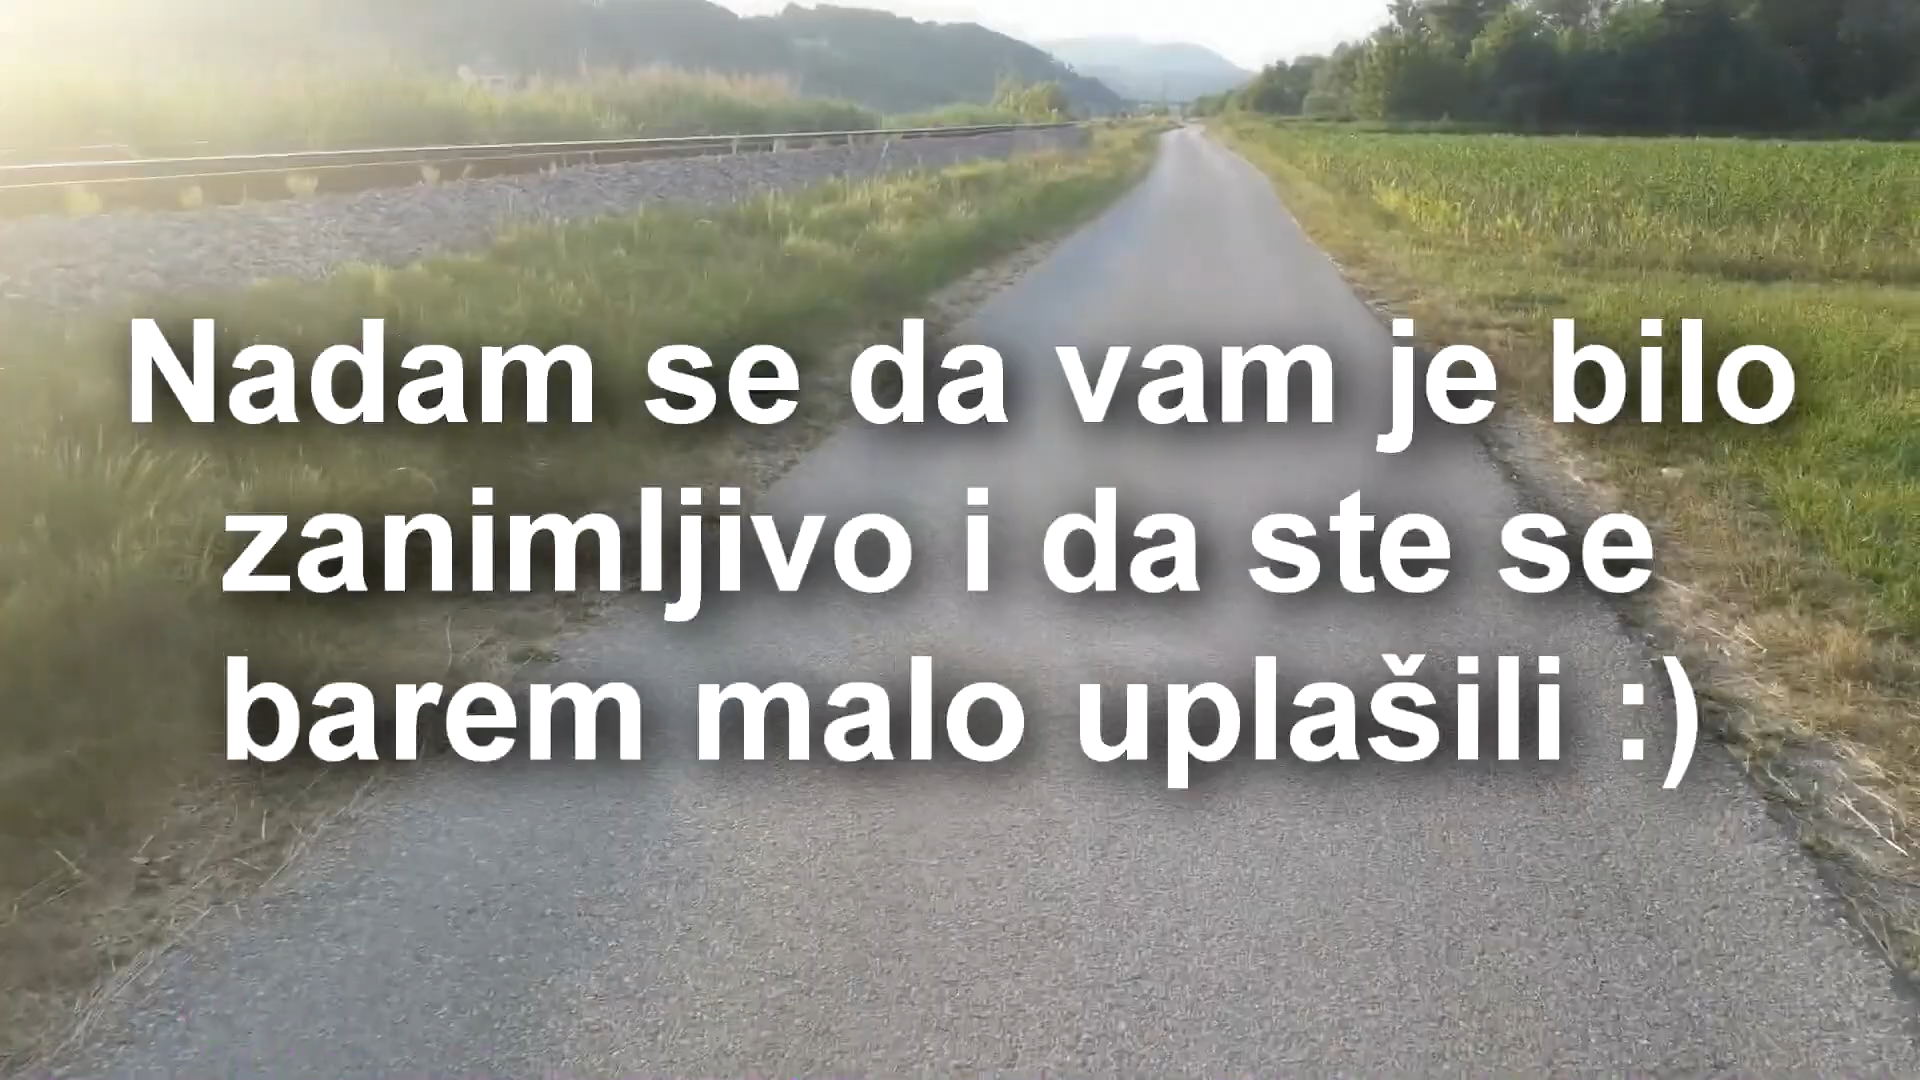 Nadam se da vam je bilo
zanimljivo i da ste se
barem malo uplašili :)